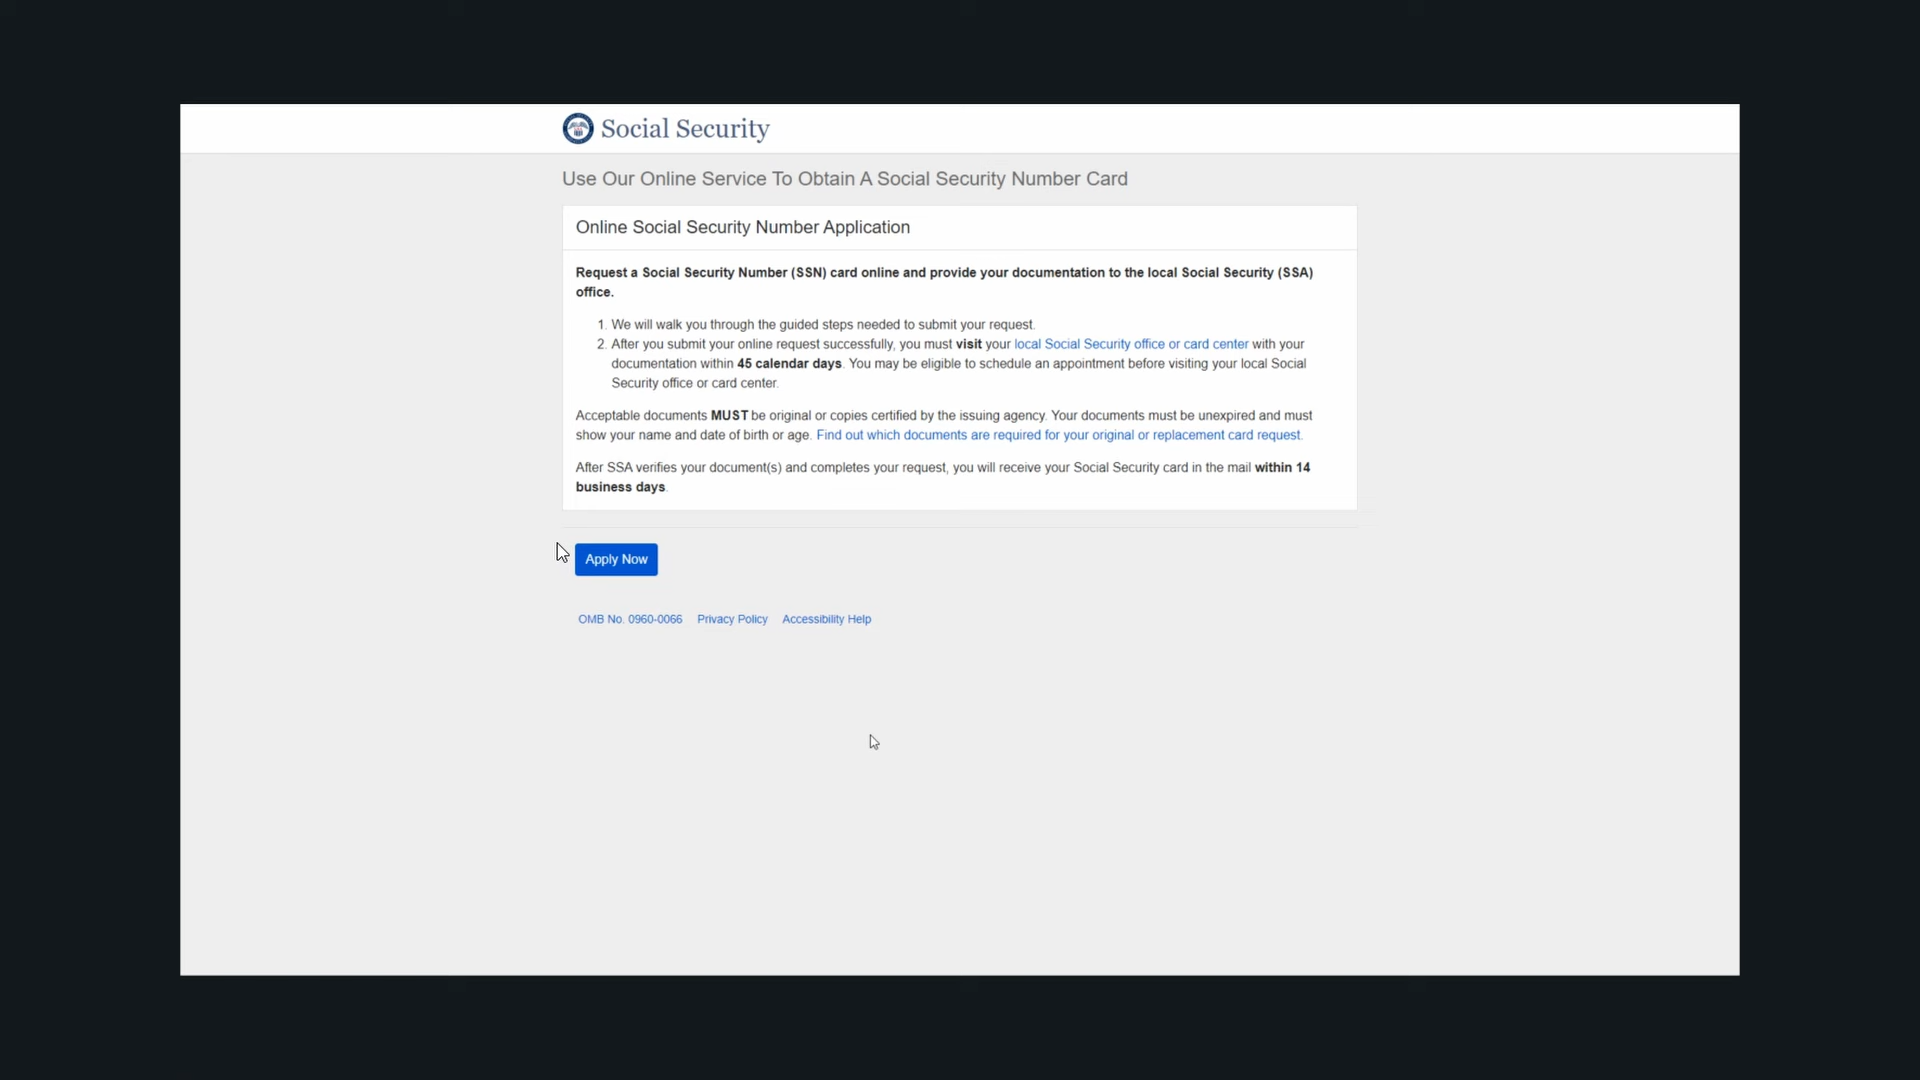 Social Security
Use Our Online Service To Obtain A Social Security Number Card
Online Social Security Number Application
Request a Social Security Number (SSN) card online and provide your documentation to the local Social Security (SSA)
office.
1. We will walk you through the guided steps needed to submit your request.
2. After you submit your online request successfully, you must visit your local Social Security office or card center with your
documentation within 45 calendar days. You may be eligible to schedule an appointment before visiting your local Social
Security office or card center.
Acceptable documents MUST be original or copies certified by the issuing agency. Your documents must be unexpired and must
show your name and date of birth or age. Find out which documents are required for your original or replacement card request.
After SSA verifies your document(s) and completes your request, you will receive your Social Security card in the mail within 14
business days.
Apply Now
OMB No. 0960-0066 Privacy Policy Accessibility Help